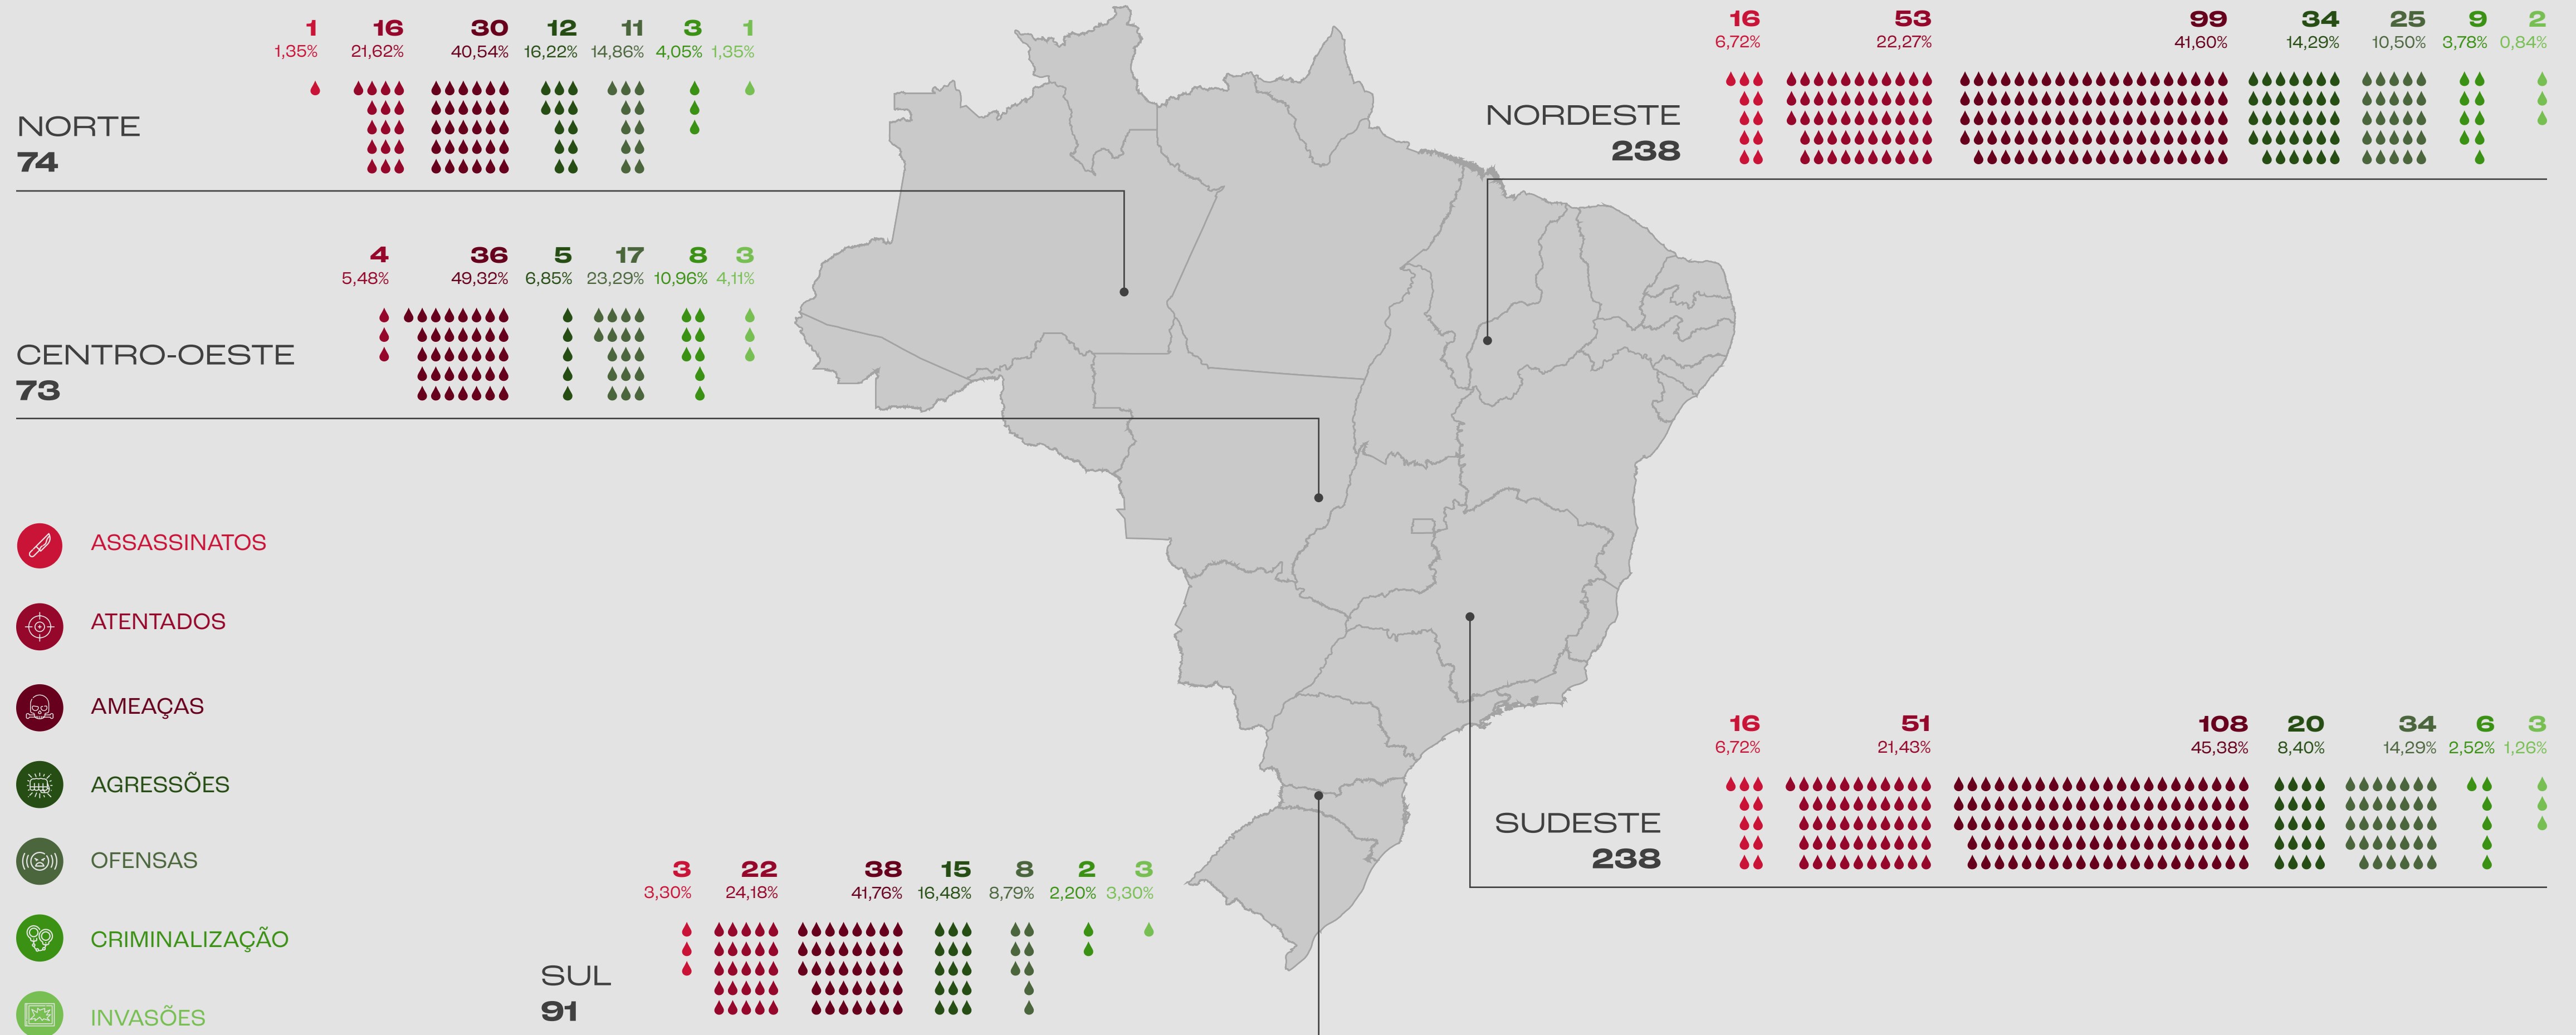 1 16 30 12 11 3 1
1,35% 21,62% 40,54% 16,22% 14,86% 4,05% 1,35%
NORTE
74
16 53 99 34 25 9 2
6,72% 22,27% 41,60% 14,29% 10,50% 3,78% 0,84%
NORDESTE
238
4 36 5 17 8 3
5,48% 49,32% 6,85% 23,29% 10,96% 4,11%
CENTRO-OESTE
73
ASSASSINATOS
ATENTADOS
AMEAÇAS
AGRESSÕES
OFENSAS
CRIMINALIZAÇÃO
INVASÕES
16 51 108 20 34 6 3
6,72% 21,43% 45,38% 8,40% 14,29% 2,52% 1,26%
SUDESTE
238
3 22 38 15 8 2 3
3,30% 24,18% 41,76% 16,48% 8,79% 2,20% 3,30%
SUL
91